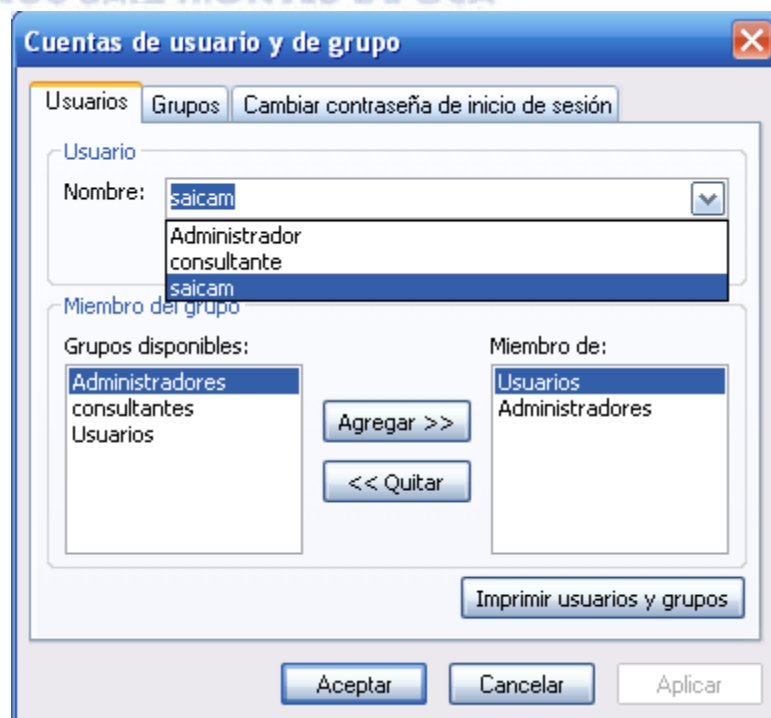 Cuentas de usuario y de grupo
Usuarios Grupos Cambiar contraseña de inicio de sesión
Usuario
Nombre: saicam
Administrador
consultante
saicam
Miembro del grupo
Grupos disponibles: Miembro de:
Administradores Usuarios
consultantes Administradores
Usuarios
Agregar >>
<< Quitar
Imprimir usuarios y grupos
Aceptar Cancelar Aplicar